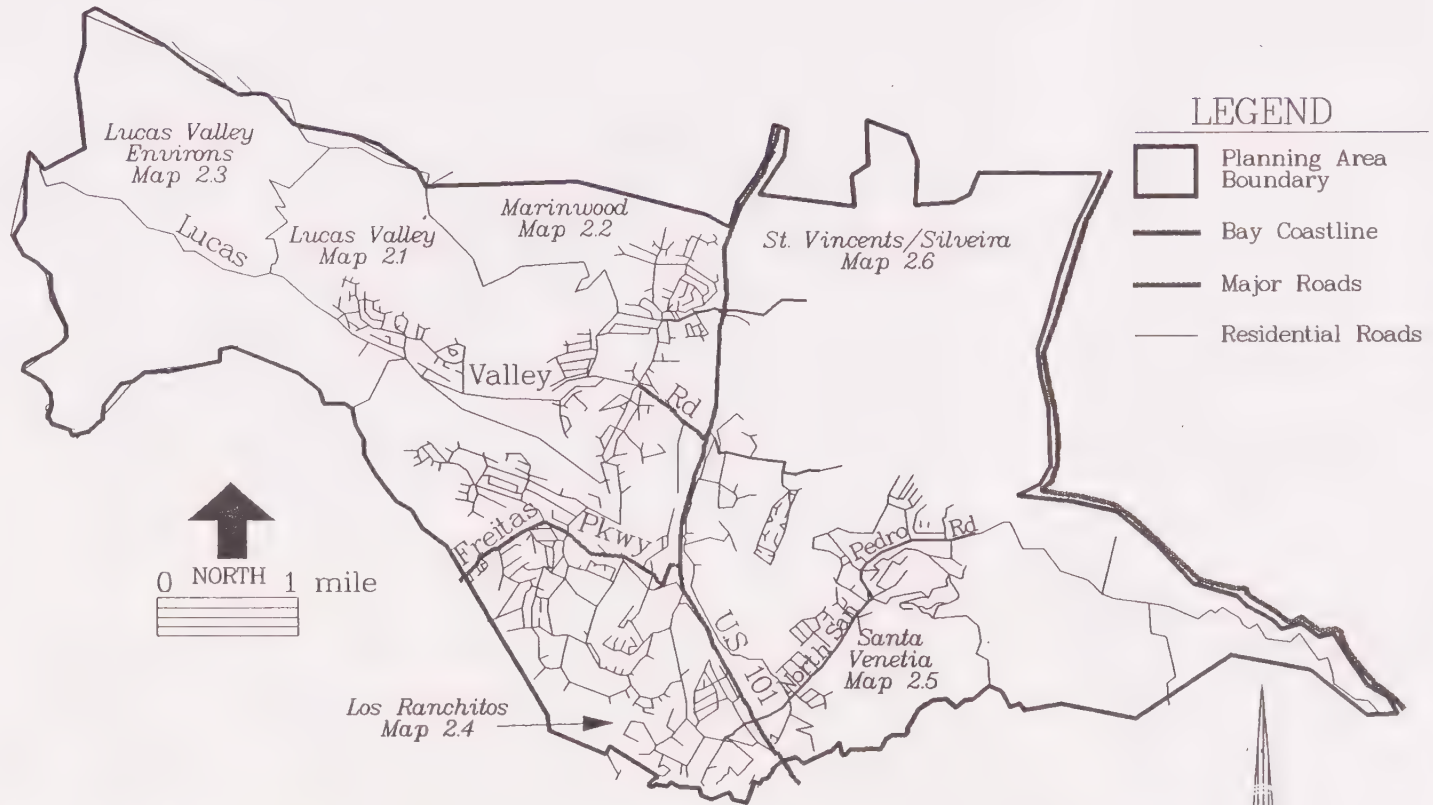 LEGEND
Planning Area
Boundary
Bay Coastline
Major Roads
Residential Roads
Lucas Valley
Environs
Map 2.3
Lucas Valley
Map 2.1
Marinwood
Map 2.2
St. Vincents/Silveira
Map 2.6
Lucas
Valley
Rd
Freitas
Pkwy
Pedro
Rd
North San
US 101
Santa
Venetia
Map 2.5
Los Ranchitos
Map 2.4
0 NORTH 1 mile